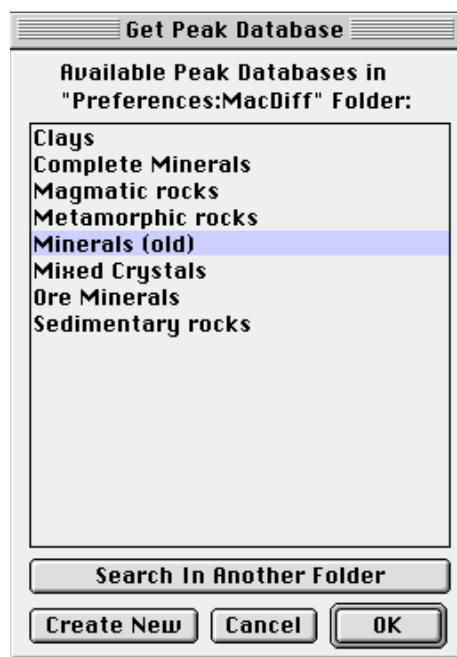 Get Peak Database
Available Peak Databases in
"Preferences:MacDiff" Folder:
Clays
Complete Minerals
Magmatic rocks
Metamorphic rocks
Minerals (old)
Mixed Crystals
Ore Minerals
Sedimentary rocks
Search In Another Folder
Create New Cancel OK